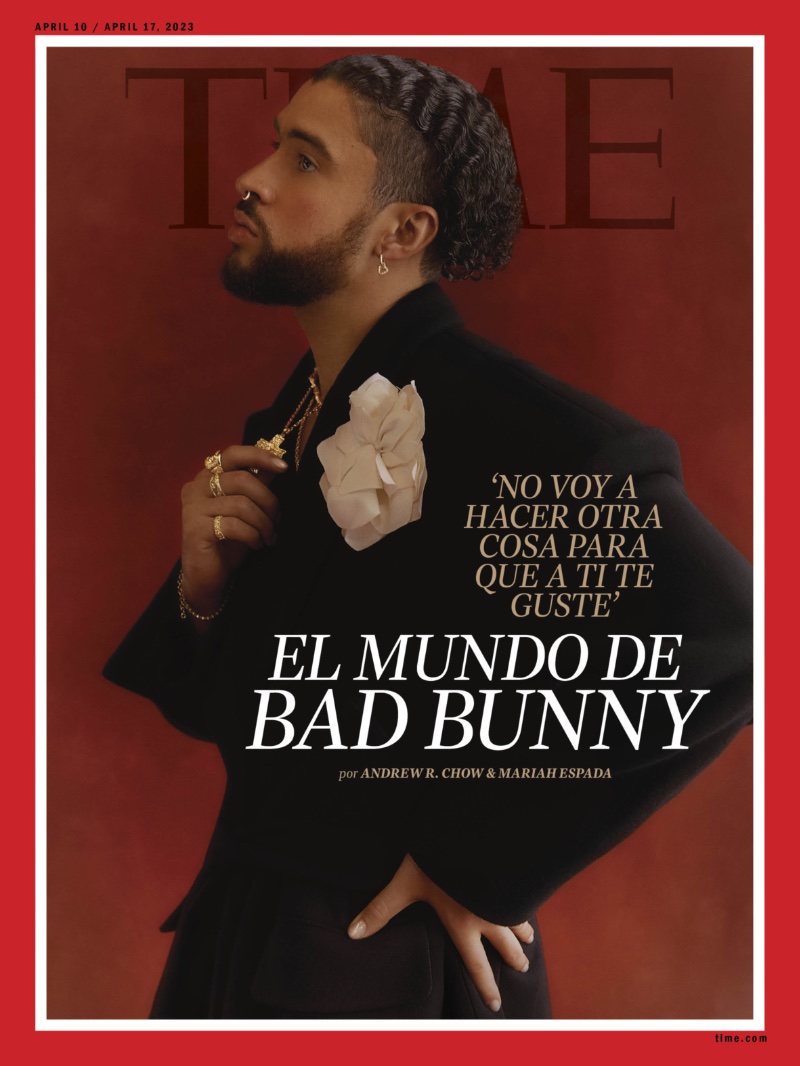 APRIL 10 / APRIL 17, 2023
TIME
‘NO VOY A
HACER OTRA
COSA PARA
QUE A TI TE
GUSTE’
EL MUNDO DE
BAD BUNNY
por ANDREW R. CHOW & MARIAH ESPADA
time.com